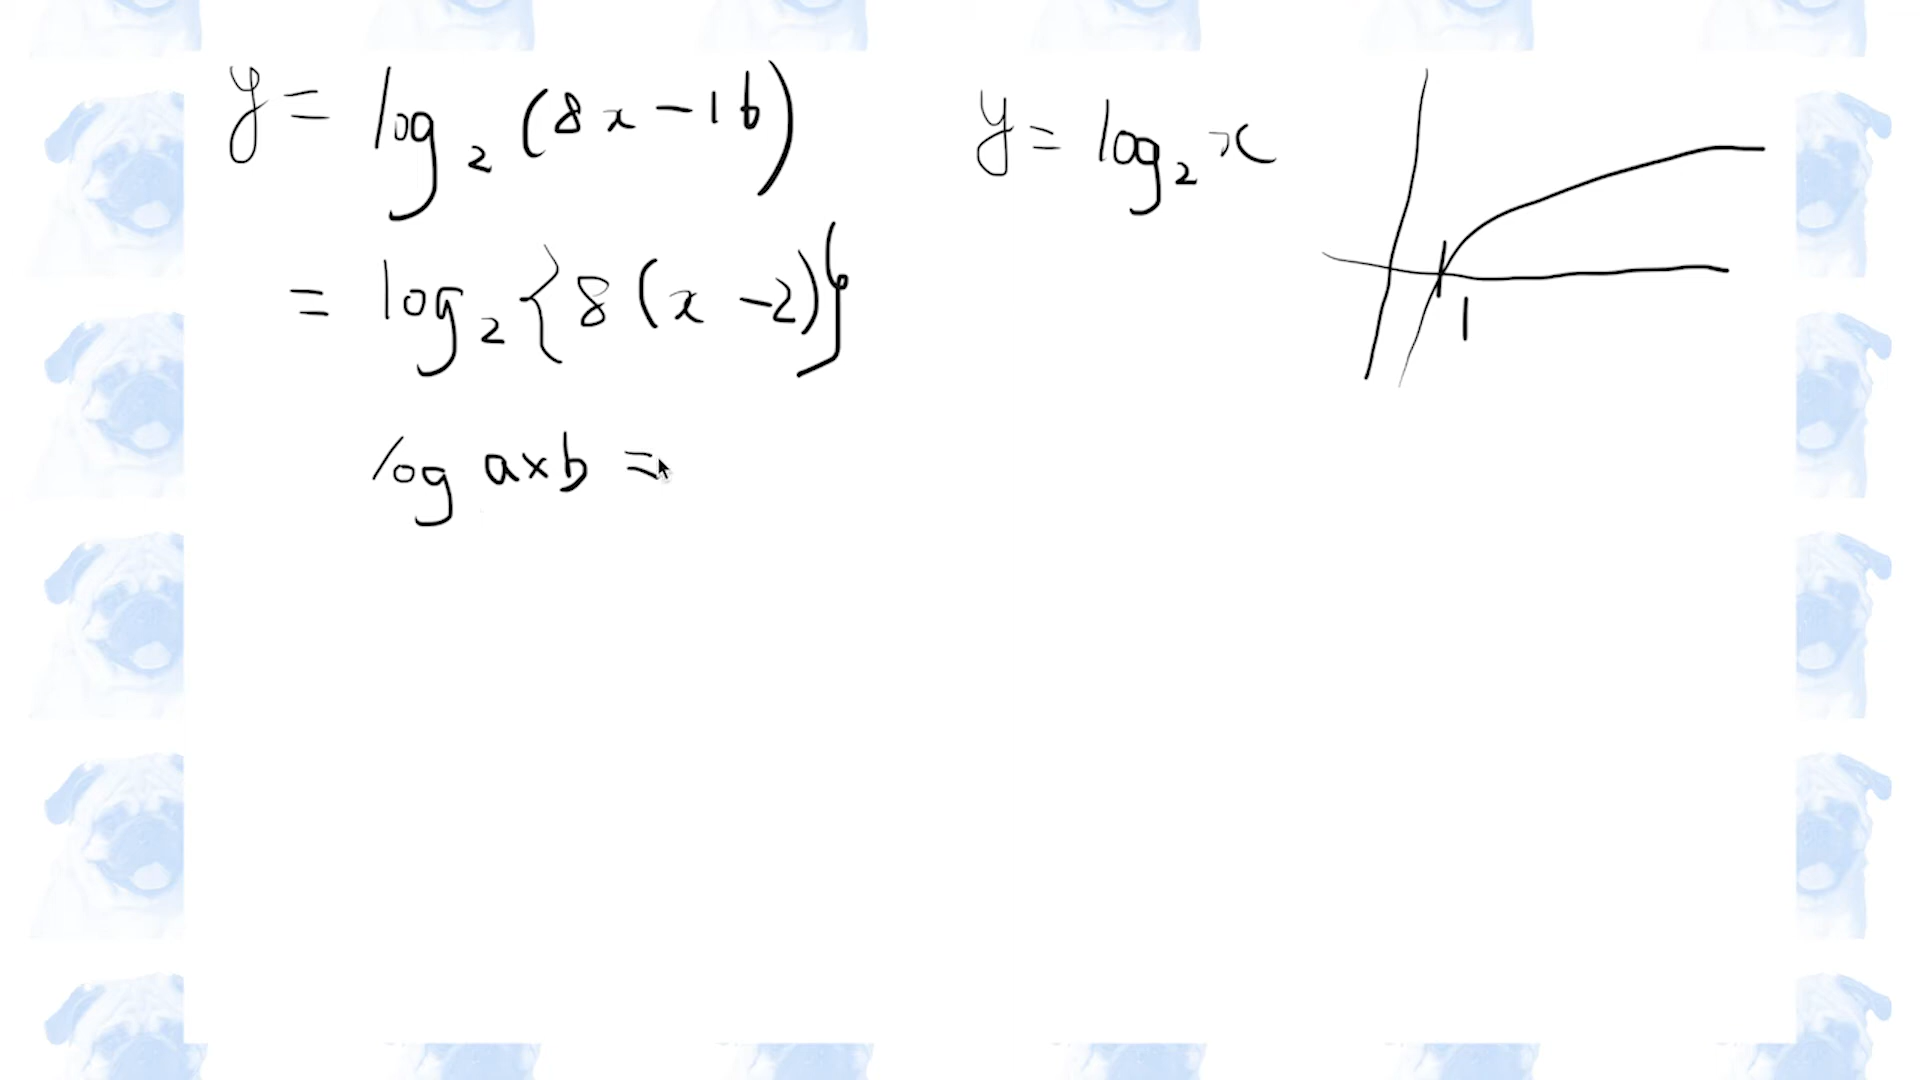 y = log₂(8x-16)
= log₂{8(x-2)}
log a×b =
y = log₂x
1